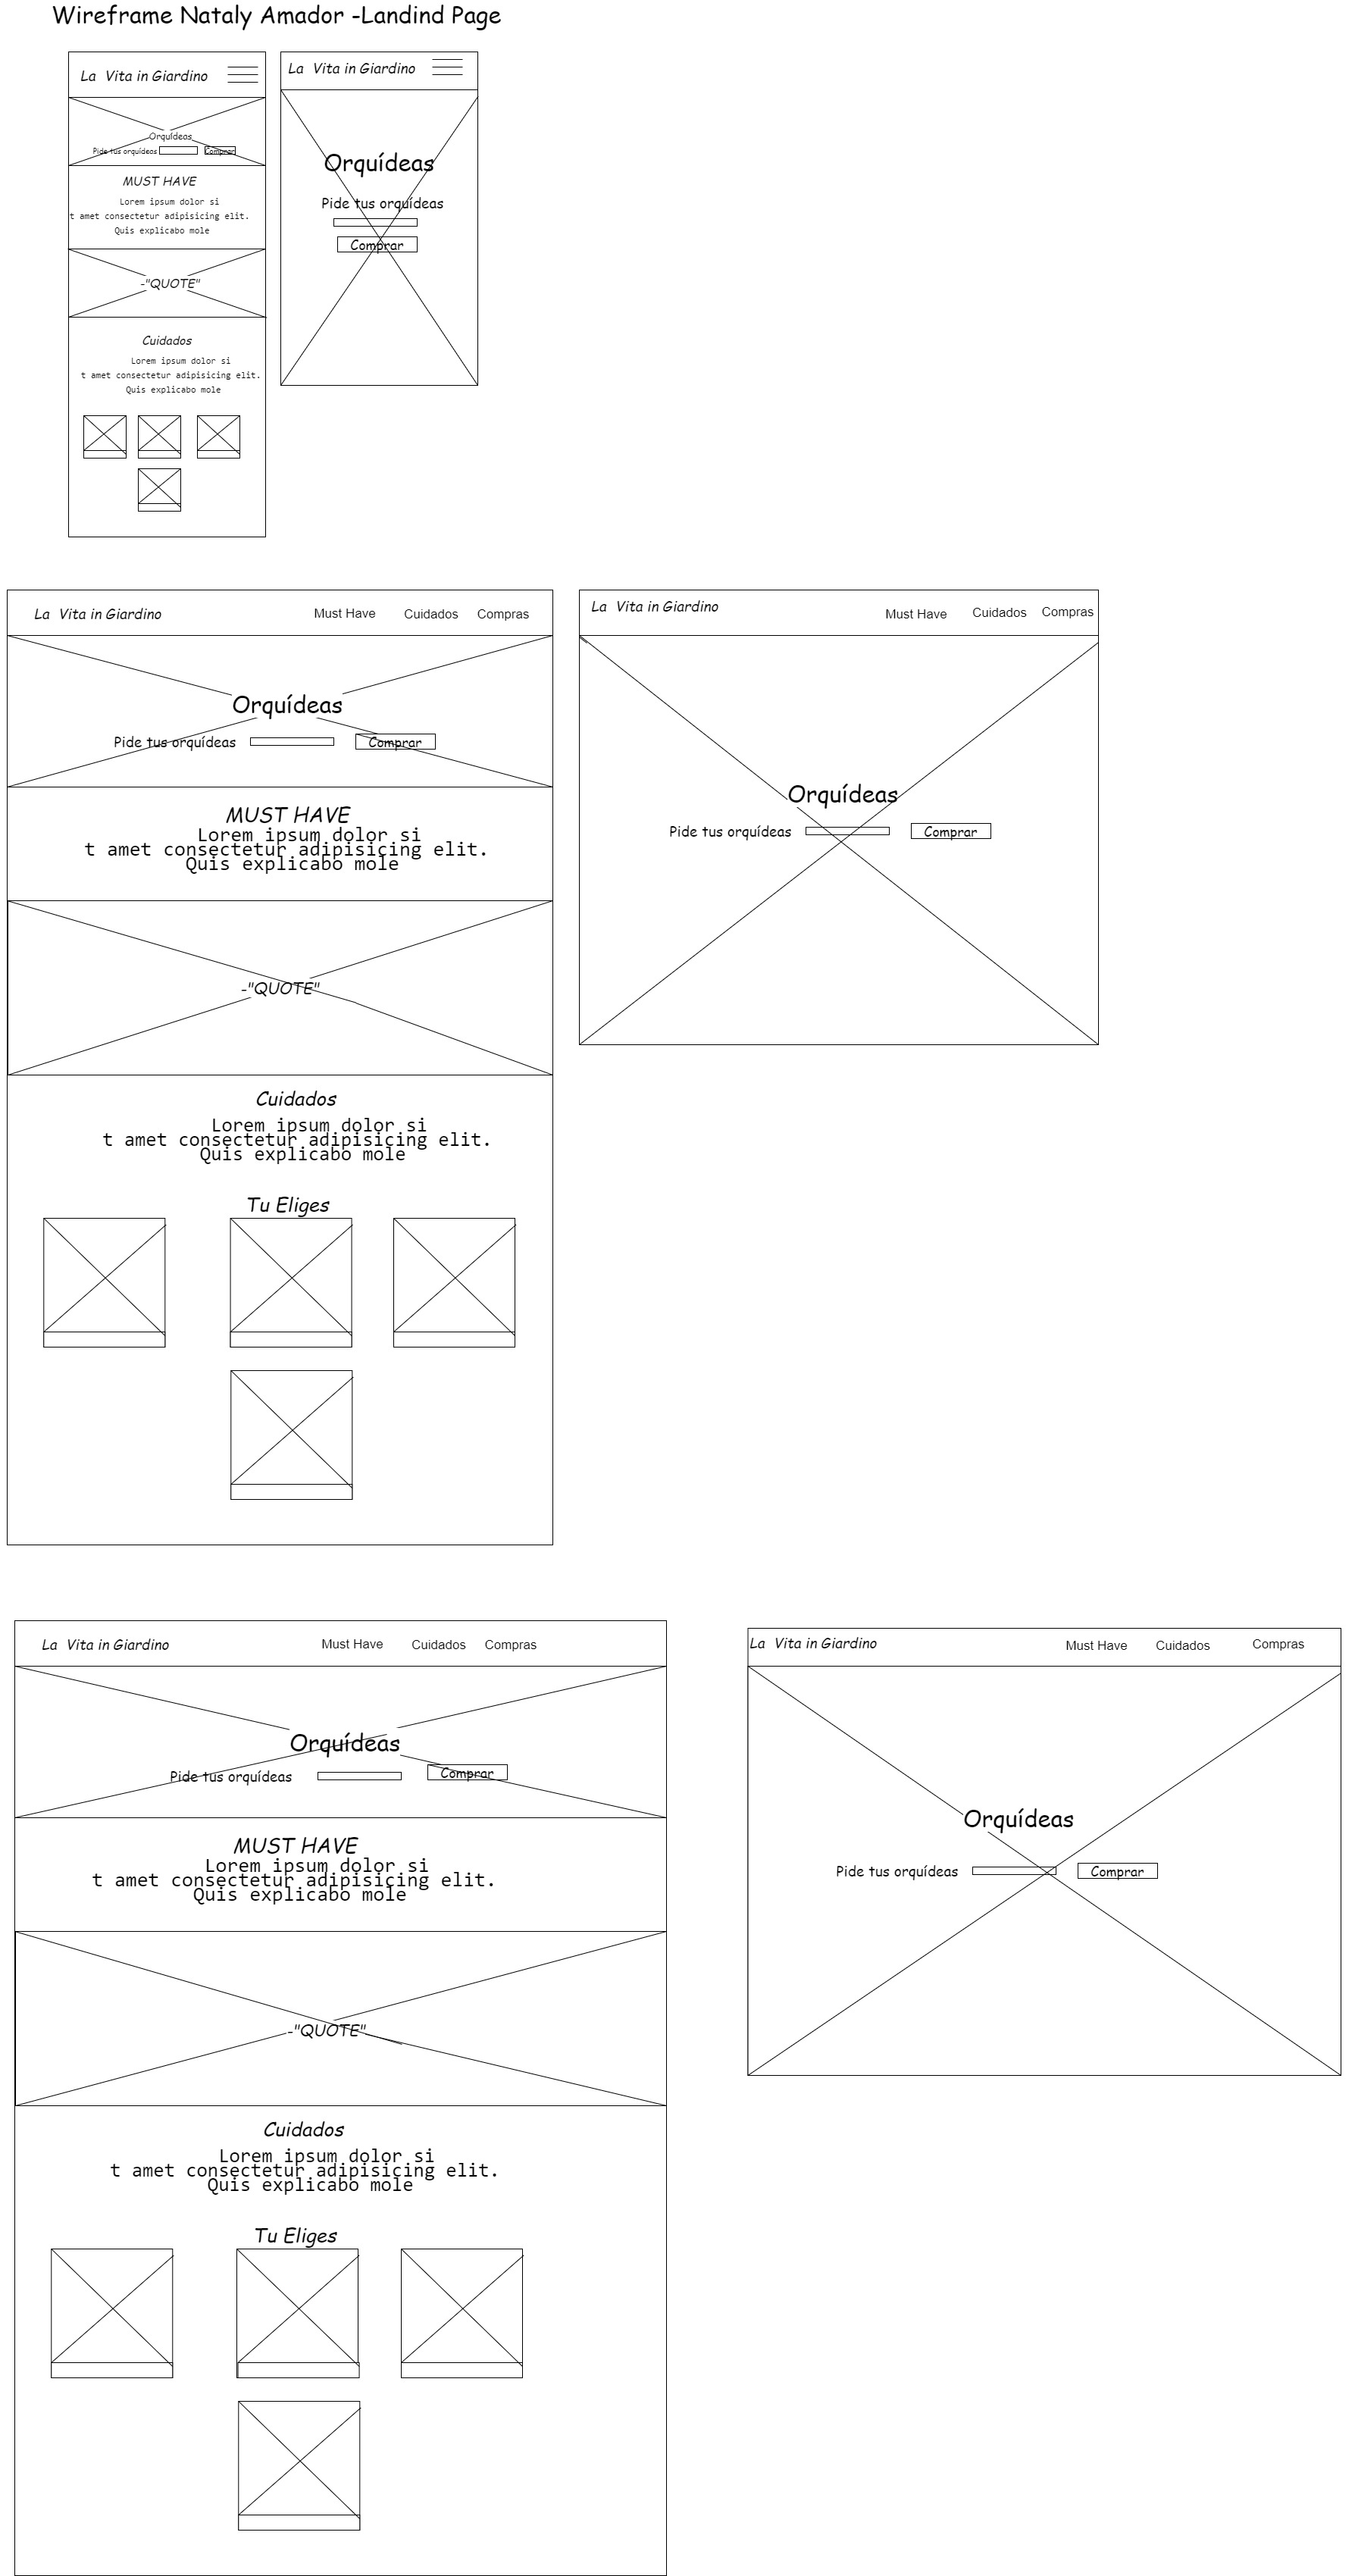 Wireframe Nataly Amador -Landind Page
La Vita in Giardino
Orquídeas
Pide tus orquídeas
Comprar
MUST HAVE
Lorem ipsum dolor si
t amet consectetur adipisicing elit.
Quis explicabo mole
-"QUOTE"
Cuidados
Lorem ipsum dolor si
t amet consectetur adipisicing elit.
Quis explicabo mole
La Vita in Giardino
Orquídeas
Pide tus orquídeas
Comprar
La Vita in Giardino Must Have Cuidados Compras
Orquídeas
Pide tus orquídeas Comprar
MUST HAVE
Lorem ipsum dolor si
t amet consectetur adipisicing elit.
Quis explicabo mole
-"QUOTE"
Cuidados
Lorem ipsum dolor si
t amet consectetur adipisicing elit.
Quis explicabo mole
Tu Eliges
La Vita in Giardino Must Have Cuidados Compras
Orquídeas
Pide tus orquídeas Comprar
La Vita in Giardino Must Have Cuidados Compras
Orquídeas
Pide tus orquídeas Comprar
MUST HAVE
Lorem ipsum dolor si
t amet consectetur adipisicing elit.
Quis explicabo mole
-"QUOTE"
Cuidados
Lorem ipsum dolor si
t amet consectetur adipisicing elit.
Quis explicabo mole
Tu Eliges
La Vita in Giardino Must Have Cuidados Compras
Orquídeas
Pide tus orquídeas Comprar